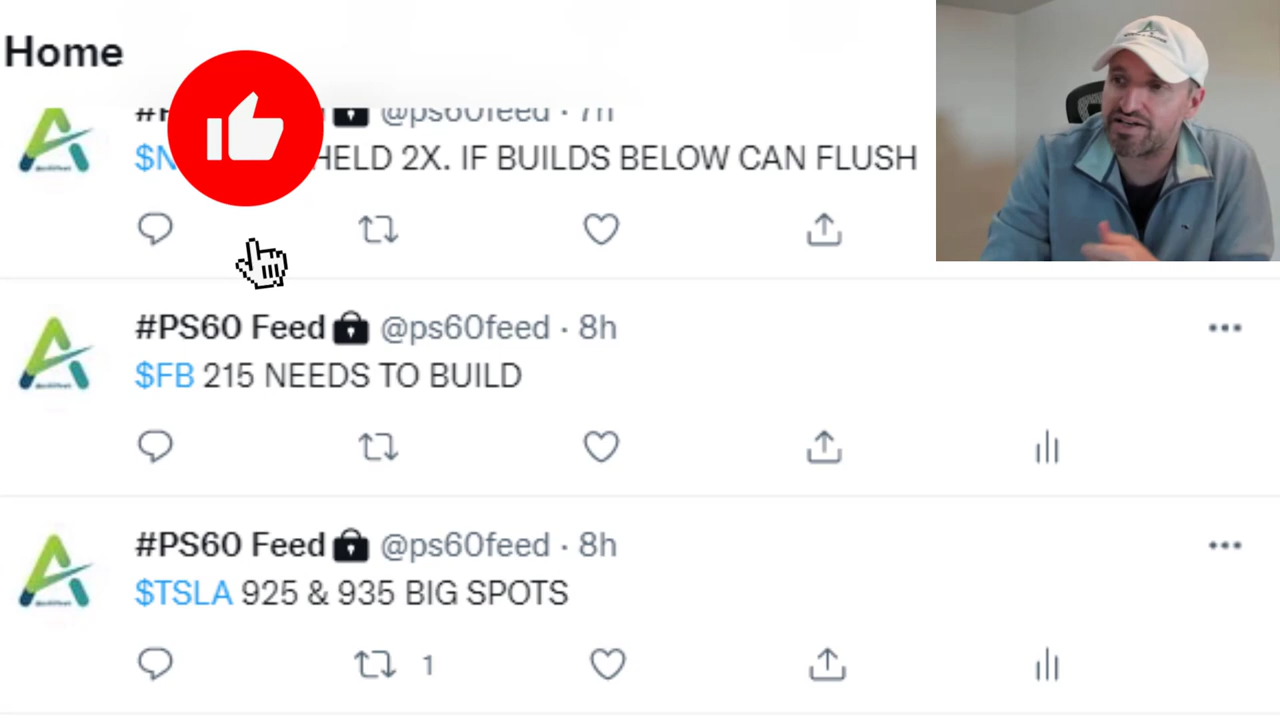 Home
@ps60feed · 7h
HELD 2X. IF BUILDS BELOW CAN FLUSH
#PS60 Feed @ps60feed · 8h
$FB 215 NEEDS TO BUILD
#PS60 Feed @ps60feed · 8h
$TSLA 925 & 935 BIG SPOTS
1